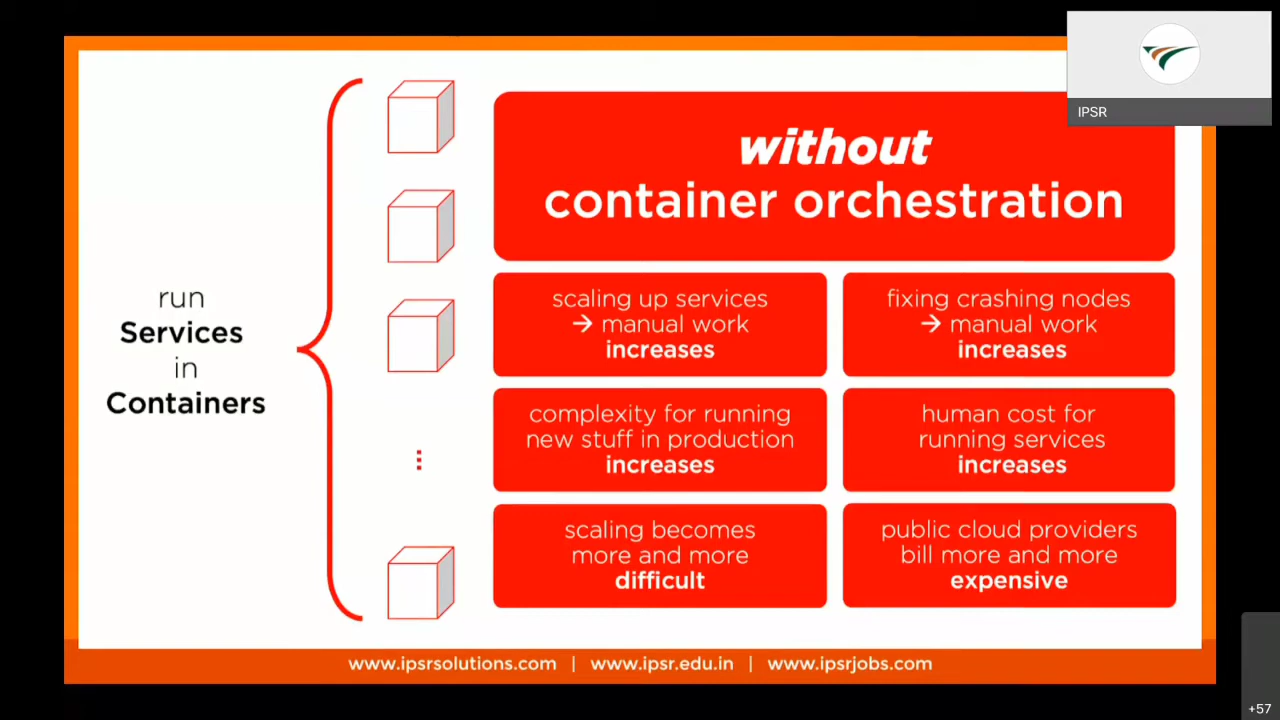 IPSR
without
container orchestration
run
Services
in
Containers
scaling up services
→ manual work
increases
fixing crashing nodes
→ manual work
increases
complexity for running
new stuff in production
increases
human cost for
running services
increases
scaling becomes
more and more
difficult
public cloud providers
bill more and more
expensive
www.ipsrsolutions.com | www.ipsr.edu.in | www.ipsrjobs.com
+57